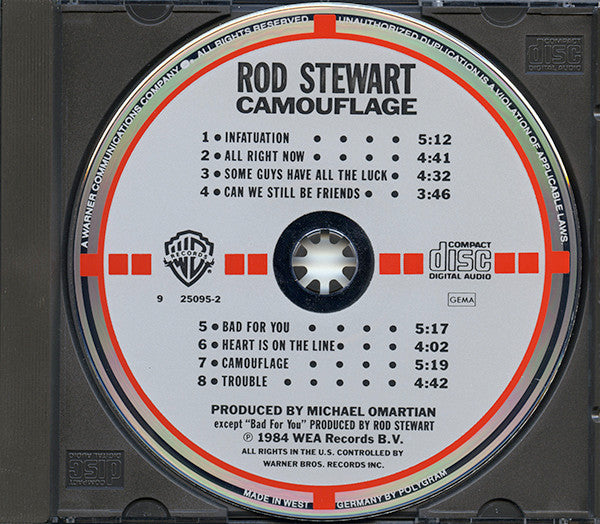 A WARNER COMMUNICATIONS COMPANY ALL RIGHTS RESERVED
UNAUTHORIZED DUPLICATION IS A VIOLATION OF APPLICABLE LAWS
COMPACT
disc
DIGITAL AUDIO
ROD STEWART
CAMOUFLAGE
1 • INFATUATION • • • • 5:12
2 • ALL RIGHT NOW • • • • 4:41
3 • SOME GUYS HAVE ALL THE LUCK • 4:32
4 • CAN WE STILL BE FRIENDS • • 3:46
WB
RECORDS
COMPACT
disc
DIGITAL AUDIO
9 25095-2
GEMA
5 • BAD FOR YOU • • • • 5:17
6 • HEART IS ON THE LINE • • • 4:02
7 • CAMOUFLAGE • • • • 5:19
8 • TROUBLE • • • • • 4:42
PRODUCED BY MICHAEL OMARTIAN
except "Bad For You" PRODUCED BY ROD STEWART
℗ 1984 WEA Records B.V.
ALL RIGHTS IN THE U.S. CONTROLLED BY
WARNER BROS. RECORDS INC.
COMPACT
disc
DIGITAL AUDIO
MADE IN WEST GERMANY BY POLYGRAM